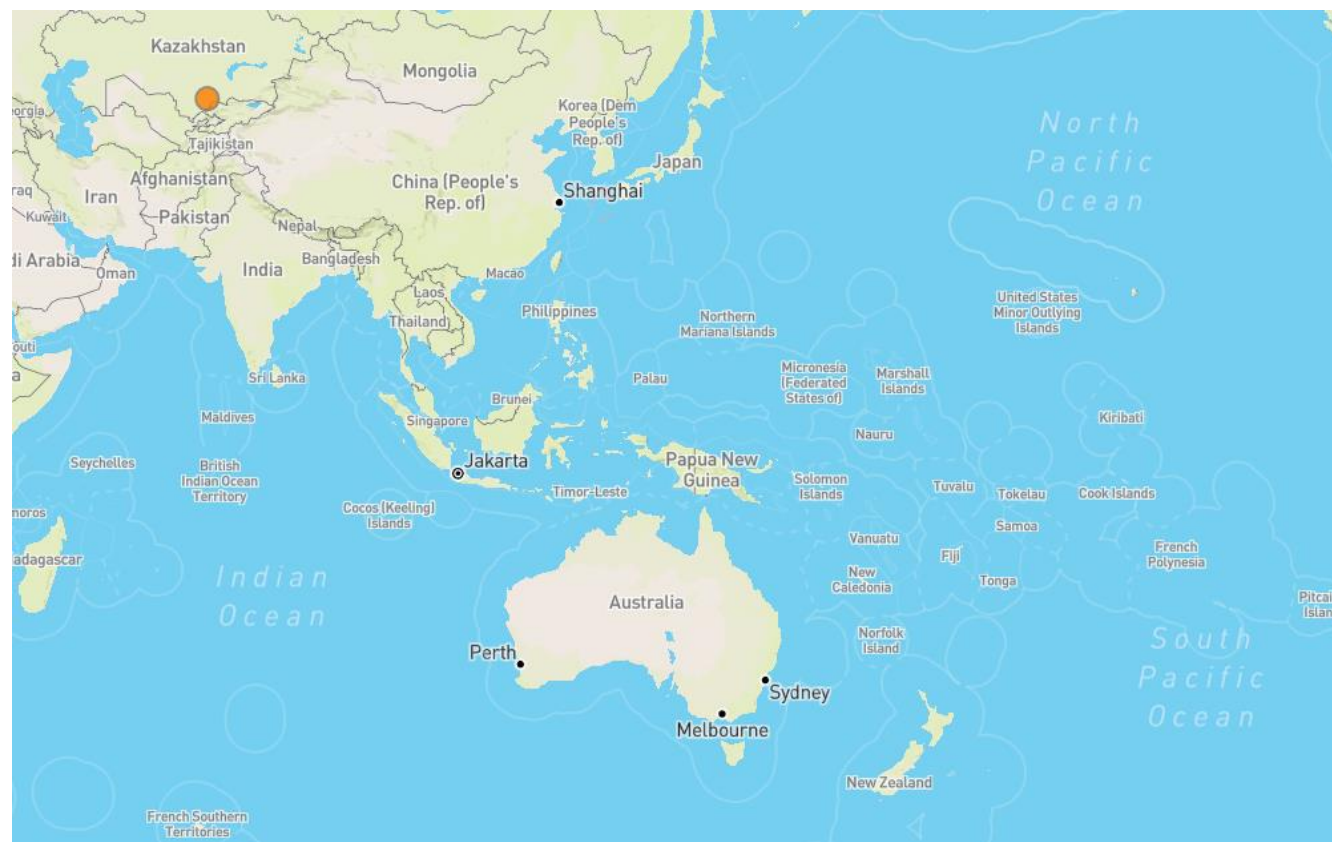 Kazakhstan
Mongolia
eorgia
Korea (Dem
People's
Rep. of)
Tajikistan
Japan
North
Pacific
Ocean
Afghanistan
China (People's
Rep. of)
Shanghai
raq
Iran
Kuwait
Pakistan
Nepal
di Arabia
Oman
India
Bangladesh
Macao
Laos
Thailand
Philippines
Northern
Mariana Islands
United States
Minor Outlying
Islands
outi
a
Sri Lanka
Palau
Micronesia
(Federated
States of)
Marshall
Islands
Maldives
Brunei
Singapore
Nauru
Kiribati
Seychelles
British
Indian Ocean
Territory
Jakarta
Papua New
Guinea
Solomon
Islands
Tuvalu
Tokelau
Cook Islands
Timor-Leste
Cocos (Keeling)
Islands
moros
Samoa
Vanuatu
Fiji
French
Polynesia
adagascar
Indian
Ocean
Australia
New
Caledonia
Tonga
Pitcai
Islan
Norfolk
Island
South
Pacific
Ocean
Perth
Sydney
Melbourne
New Zealand
French Southern
Territories